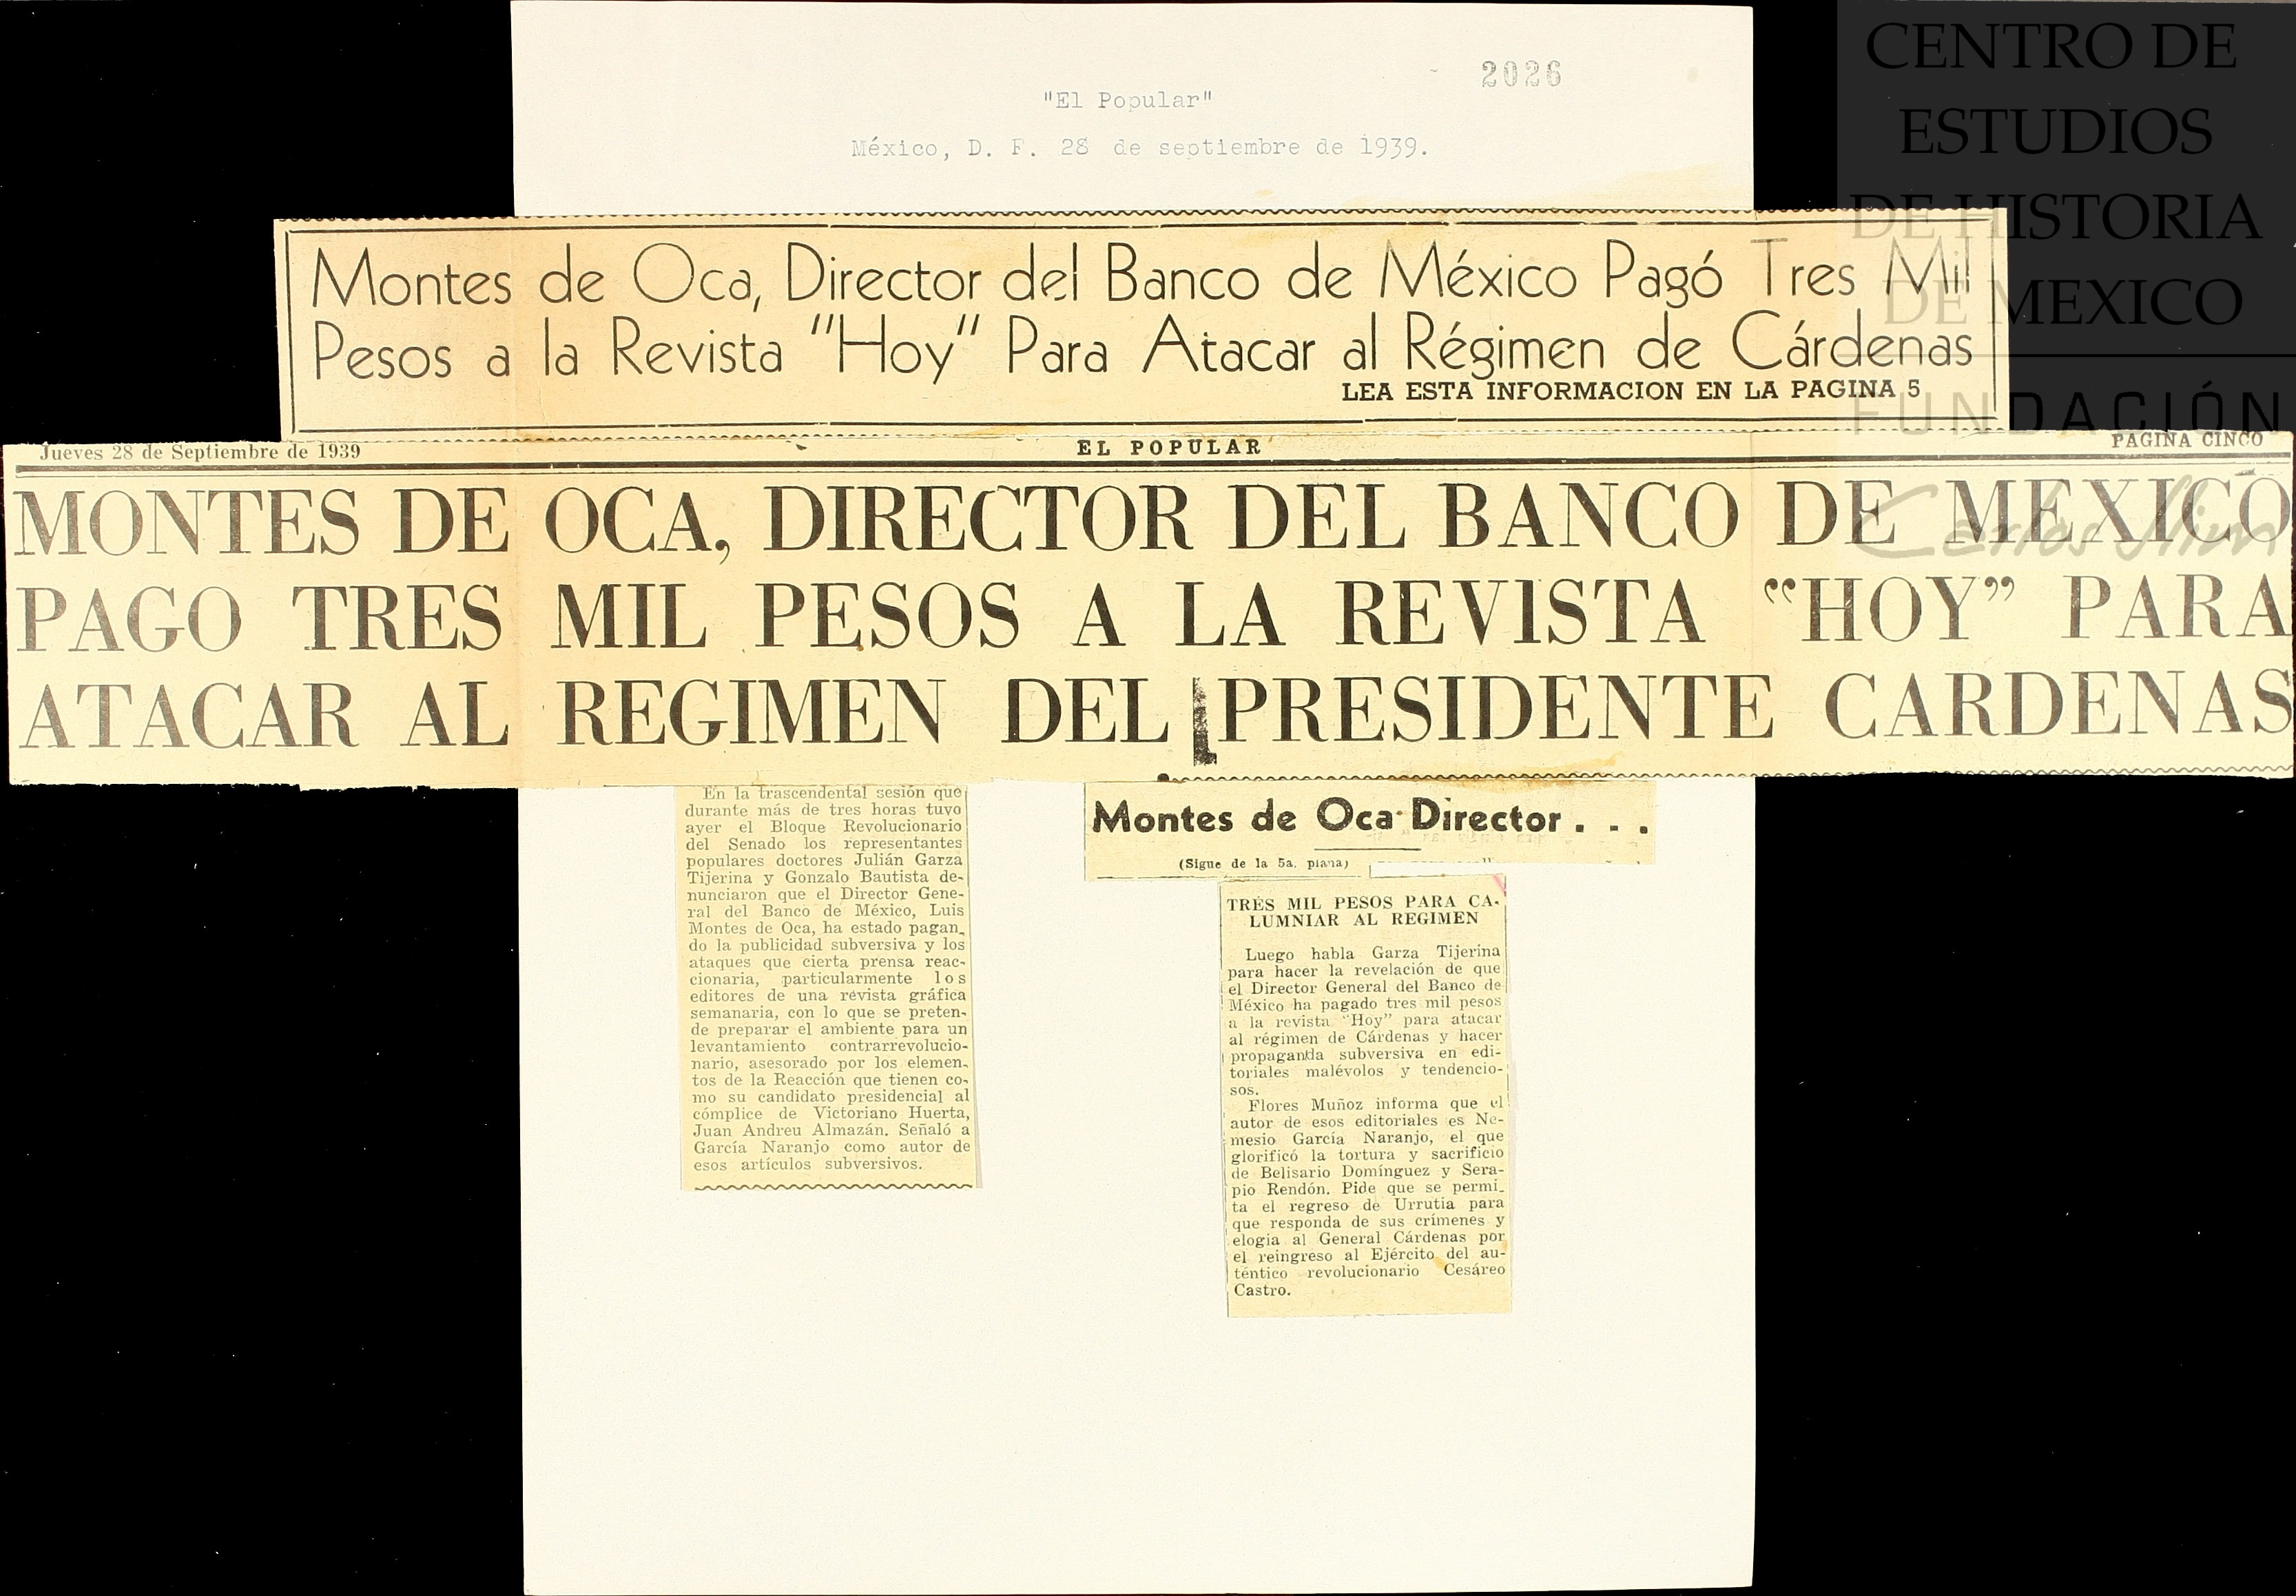 2026
"El Popular"
México, D. F. 28 de septiembre de 1939.
CENTRO DE
ESTUDIOS
DE HISTORIA
DE MEXICO
FUNDACIÓN
Carlos Slim
Montes de Oca, Director del Banco de México Pagó Tres Mil
Pesos a la Revista "Hoy" Para Atacar al Régimen de Cárdenas
LEA ESTA INFORMACION EN LA PAGINA 5
Jueves 28 de Septiembre de 1939 EL POPULAR PAGINA CINCO
MONTES DE OCA, DIRECTOR DEL BANCO DE MEXICO
PAGO TRES MIL PESOS A LA REVISTA “HOY” PARA
ATACAR AL REGIMEN DEL PRESIDENTE CARDENAS
En la trascendental sesión que
durante más de tres horas tuvo
ayer el Bloque Revolucionario
del Senado los representantes
populares doctores Julián Garza
Tijerina y Gonzalo Bautista de-
nunciaron que el Director Gene-
ral del Banco de México, Luis
Montes de Oca, ha estado pagan-
do la publicidad subversiva y los
ataques que cierta prensa reac-
cionaria, particularmente los
editores de una revista gráfica
semanaria, con lo que se preten-
de preparar el ambiente para un
levantamiento contrarrevolucio-
nario, asesorado por los elemen-
tos de la Reacción que tienen co-
mo su candidato presidencial al
cómplice de Victoriano Huerta,
Juan Andreu Almazán. Señaló a
García Naranjo como autor de
esos artículos subversivos.
Montes de Oca Director . . .
(Sigue de la 5a. plana)
TRES MIL PESOS PARA CA-
LUMNIAR AL REGIMEN
Luego habla Garza Tijerina
para hacer la revelación de que
el Director General del Banco de
México ha pagado tres mil pesos
a la revista “Hoy” para atacar
al régimen de Cárdenas y hacer
propaganda subversiva en edi-
toriales malévolos y tendencio-
sos.
Flores Muñoz informa que el
autor de esos editoriales es Ne-
mesio García Naranjo, el que
glorificó la tortura y sacrificio
de Belisario Domínguez y Sera-
pio Rendón. Pide que se permi-
ta el regreso de Urrutia para
que responda de sus crímenes y
elogia al General Cárdenas por
el reingreso al Ejército del au-
téntico revolucionario Cesáreo
Castro.